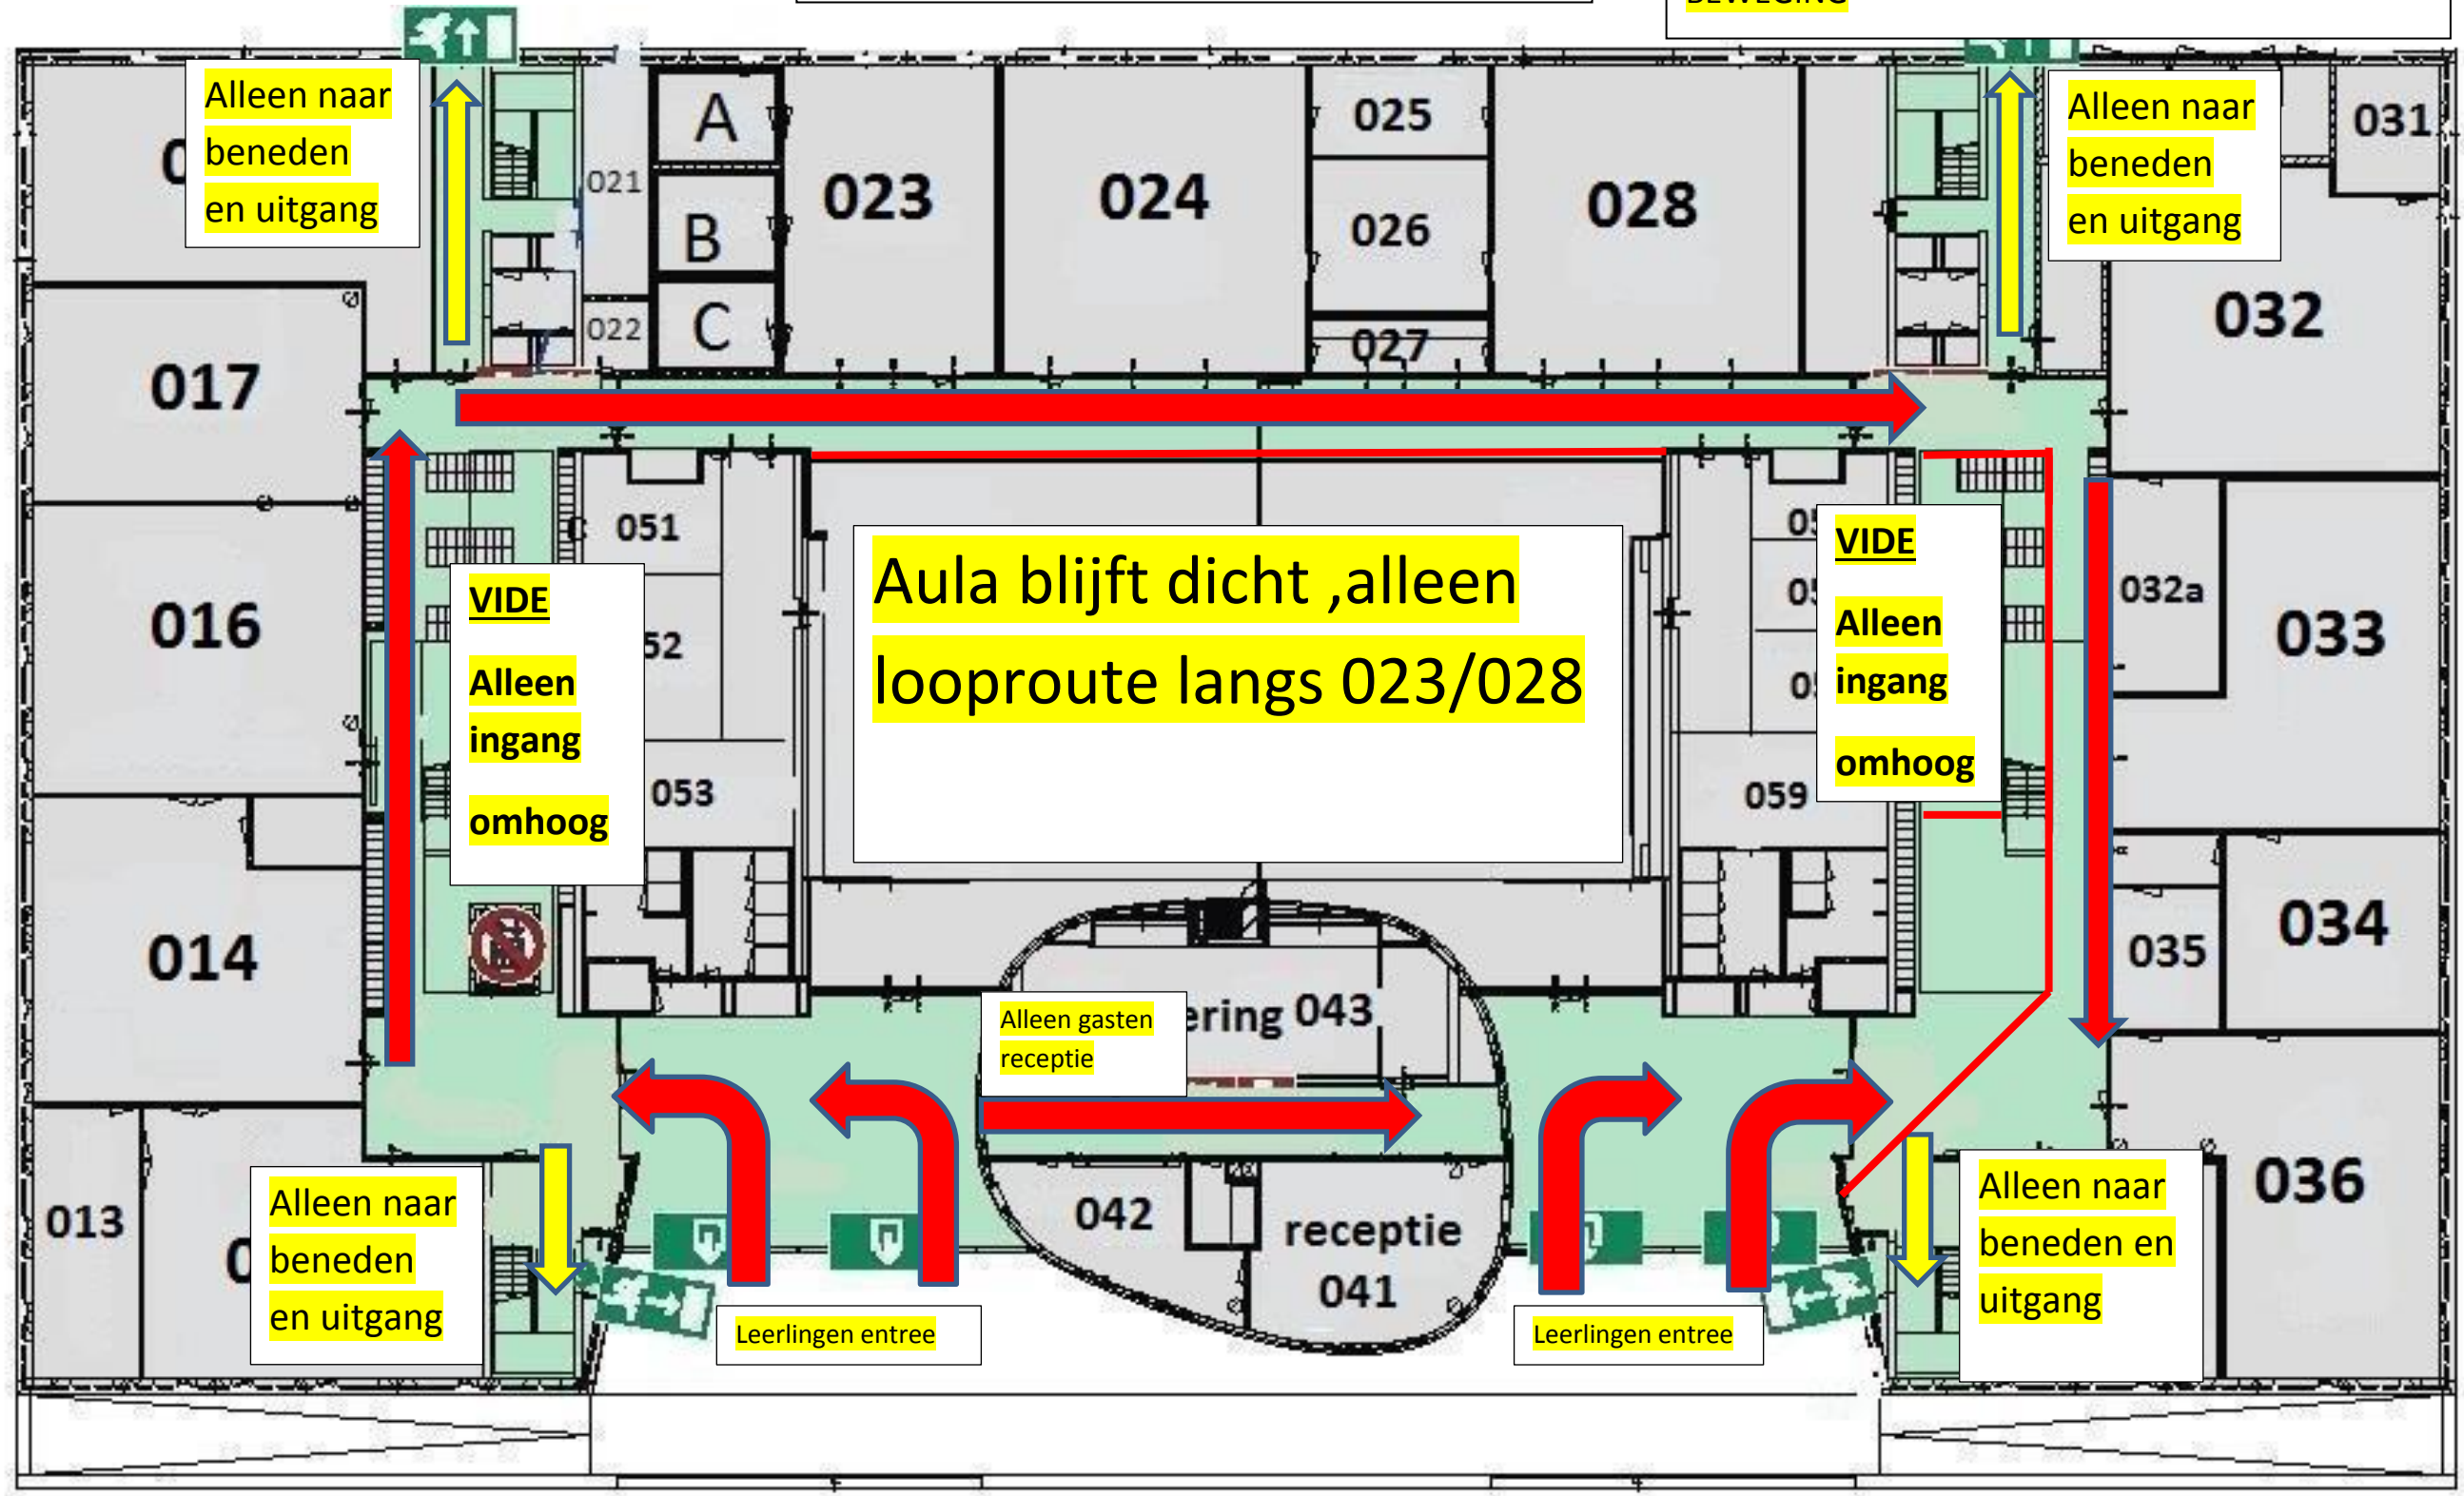 BEWEGING
Alleen naar
beneden
en uitgang
Alleen naar
beneden
en uitgang
A
B
C
021
022
023
024
025
026
027
028
031
032
017
016
014
013
051
53
VIDE
Alleen
ingang
omhoog
Aula blijft dicht ,alleen
looproute langs 023/028
VIDE
Alleen
ingang
omhoog
059
032a
033
034
035
036
Alleen gasten
receptie
ering 043
042
receptie
041
Alleen naar
beneden
en uitgang
Leerlingen entree
Leerlingen entree
Alleen naar
beneden en
uitgang